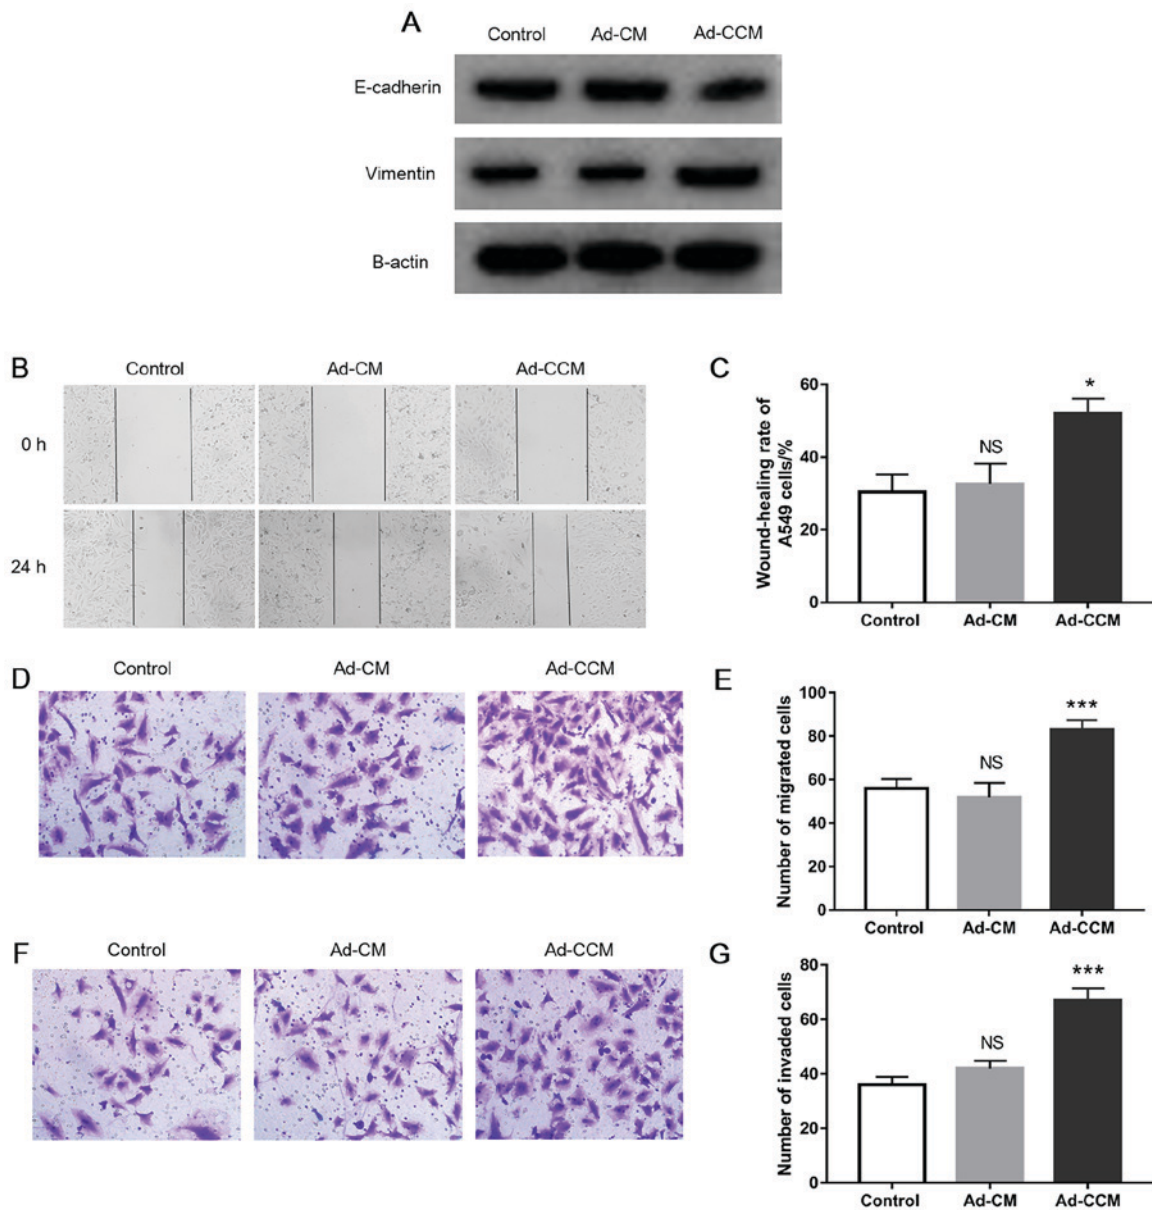 A
Control Ad-CM Ad-CCM
E-cadherin
Vimentin
B-actin
B
Control Ad-CM Ad-CCM
0 h
24 h
C
Wound-healing rate of
A549 cells/%
60
40
20
0
NS
*
Control Ad-CM Ad-CCM
D
Control Ad-CM Ad-CCM
E
Number of migrated cells
100
80
60
40
20
0
NS
***
Control Ad-CM Ad-CCM
F
Control Ad-CM Ad-CCM
G
Number of invaded cells
80
60
40
20
0
NS
***
Control Ad-CM Ad-CCM